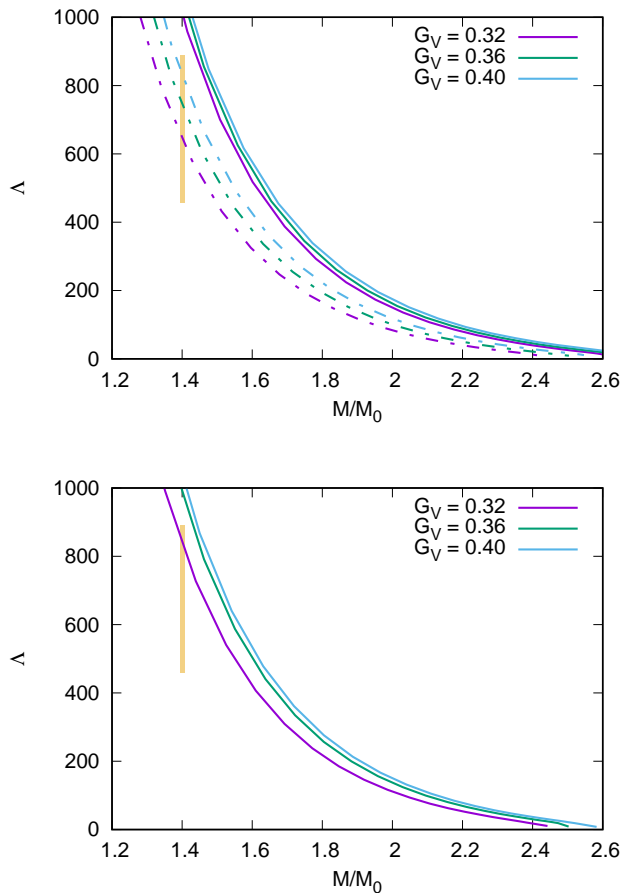 1000
800
600
400
200
0
Λ
G_V = 0.32
G_V = 0.36
G_V = 0.40
1.2 1.4 1.6 1.8 2 2.2 2.4 2.6
M/M_0
1000
800
600
400
200
0
Λ
G_V = 0.32
G_V = 0.36
G_V = 0.40
1.2 1.4 1.6 1.8 2 2.2 2.4 2.6
M/M_0